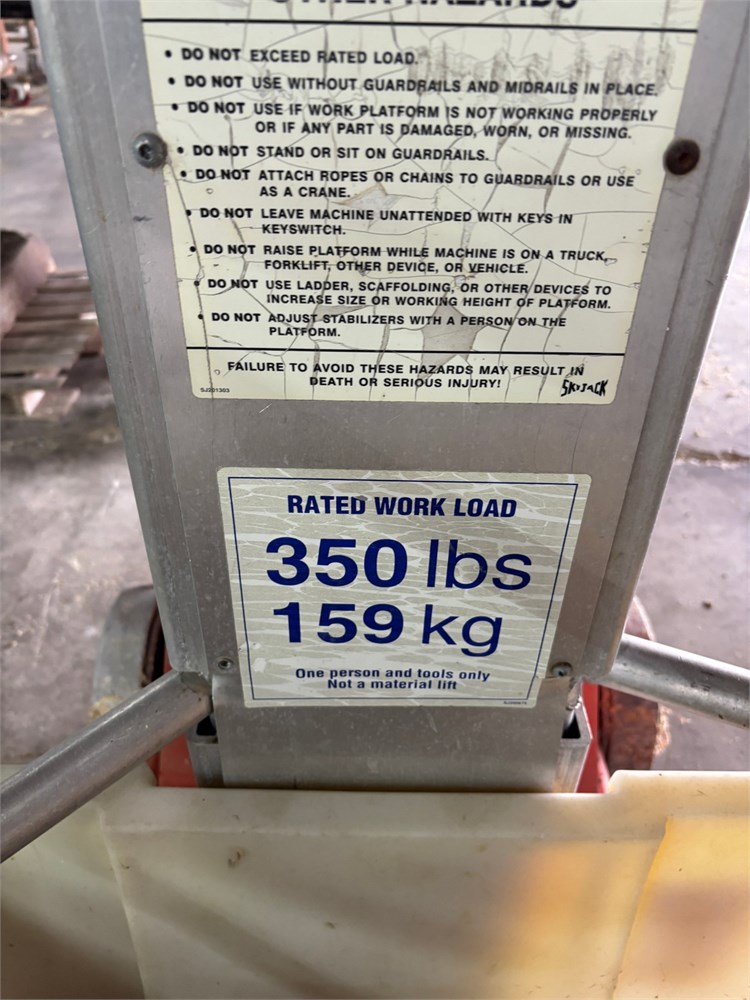 OTHER HAZARDS
• DO NOT EXCEED RATED LOAD.
• DO NOT USE WITHOUT GUARDRAILS AND MIDRAILS IN PLACE.
• DO NOT USE IF WORK PLATFORM IS NOT WORKING PROPERLY
OR IF ANY PART IS DAMAGED, WORN, OR MISSING.
• DO NOT STAND OR SIT ON GUARDRAILS.
• DO NOT ATTACH ROPES OR CHAINS TO GUARDRAILS OR USE
AS A CRANE.
• DO NOT LEAVE MACHINE UNATTENDED WITH KEYS IN
KEYSWITCH.
• DO NOT RAISE PLATFORM WHILE MACHINE IS ON A TRUCK,
FORKLIFT, OTHER DEVICE, OR VEHICLE.
• DO NOT USE LADDER, SCAFFOLDING, OR OTHER DEVICES TO
INCREASE SIZE OR WORKING HEIGHT OF PLATFORM.
• DO NOT ADJUST STABILIZERS WITH A PERSON ON THE
PLATFORM.
FAILURE TO AVOID THESE HAZARDS MAY RESULT IN
DEATH OR SERIOUS INJURY!
SKYJACK
RATED WORK LOAD
350 lbs
159 kg
One person and tools only
Not a material lift